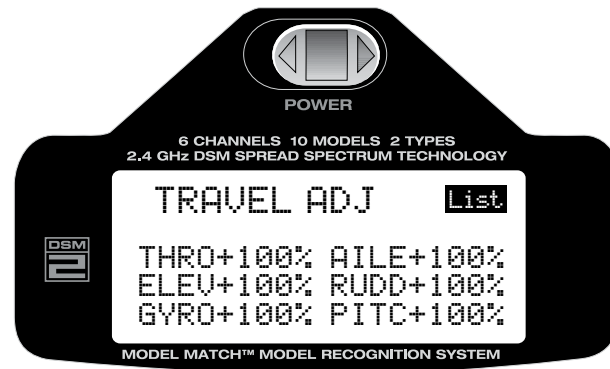 POWER
6 CHANNELS 10 MODELS 2 TYPES
2.4 GHz DSM SPREAD SPECTRUM TECHNOLOGY
TRAVEL ADJ List
DSM
2
THRO+100% AILE+100%
ELEV+100% RUDD+100%
GYRO+100% PITC+100%
MODEL MATCH™ MODEL RECOGNITION SYSTEM